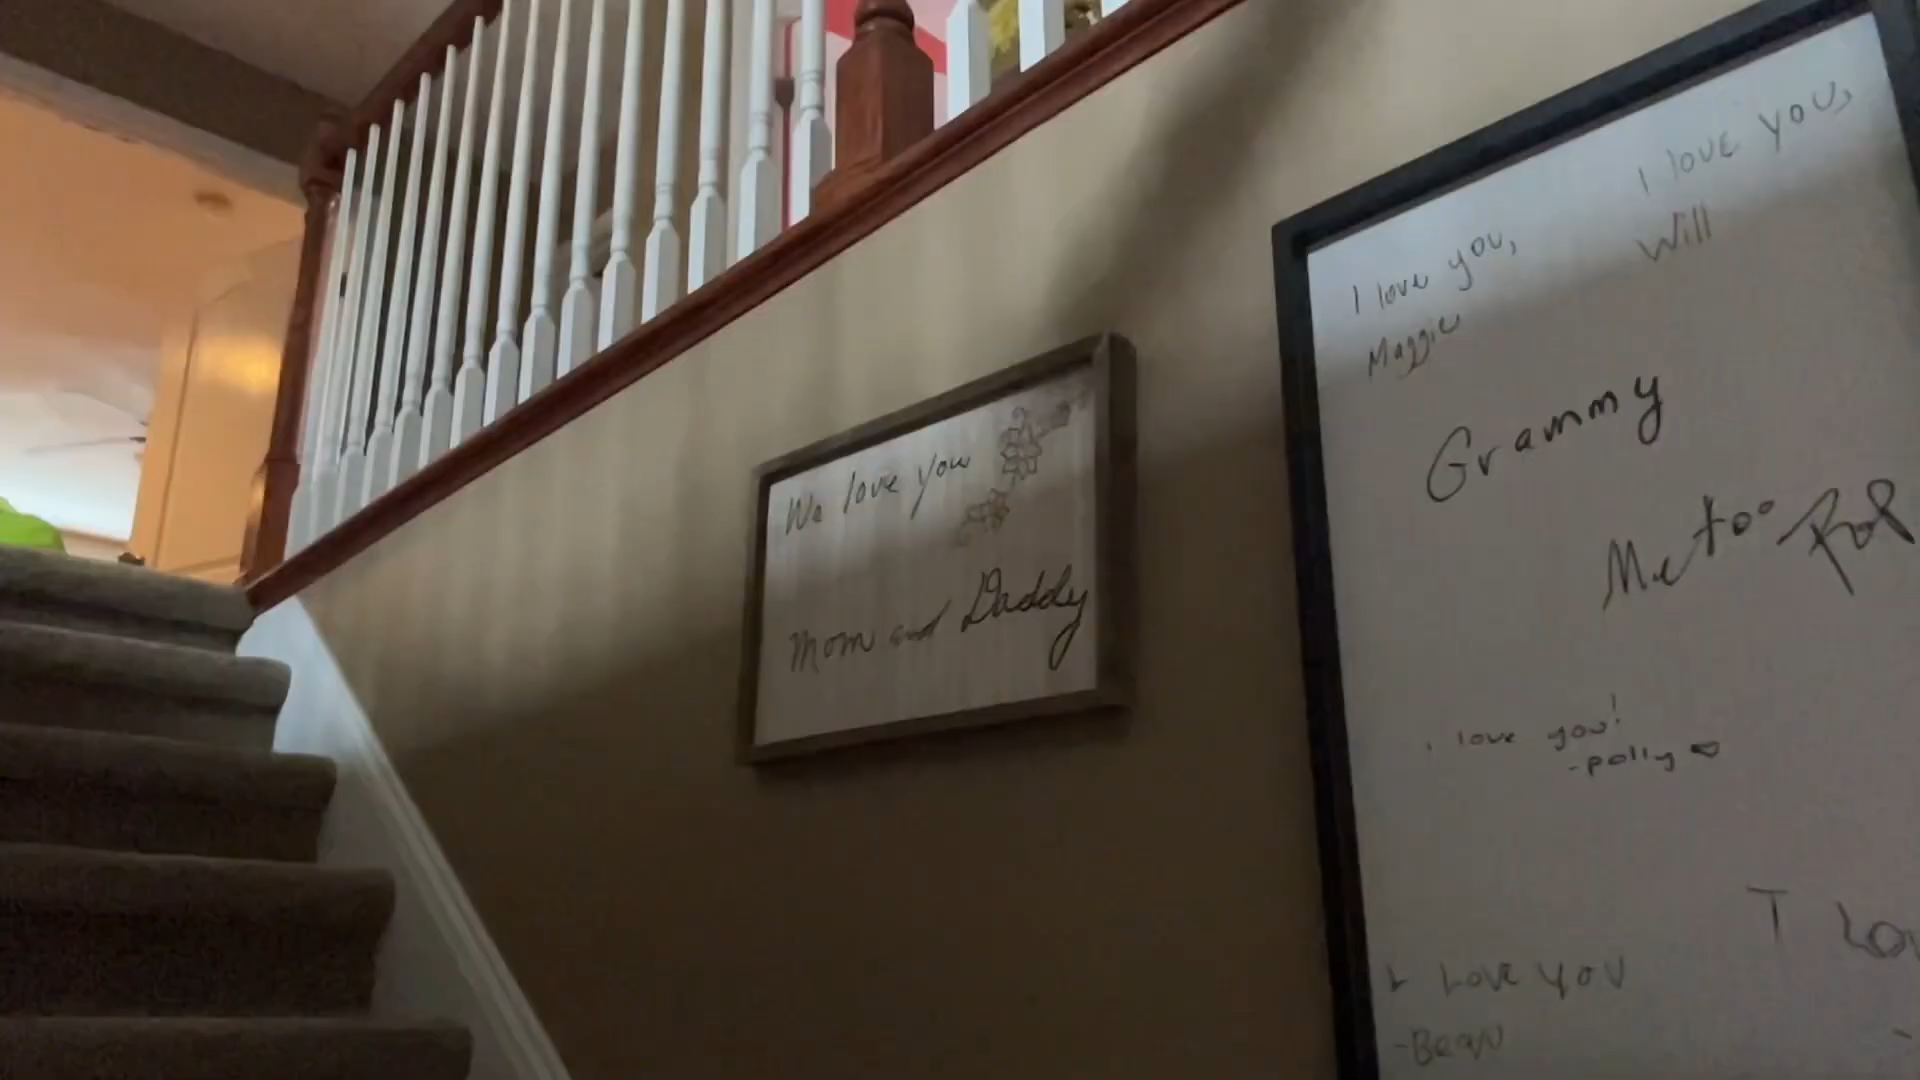 We love you
Mom and Daddy
I love you,
Maggie
I love you,
Will
Grammy
Me too
I love you!
-polly
I Love you
-Bean
I Lov